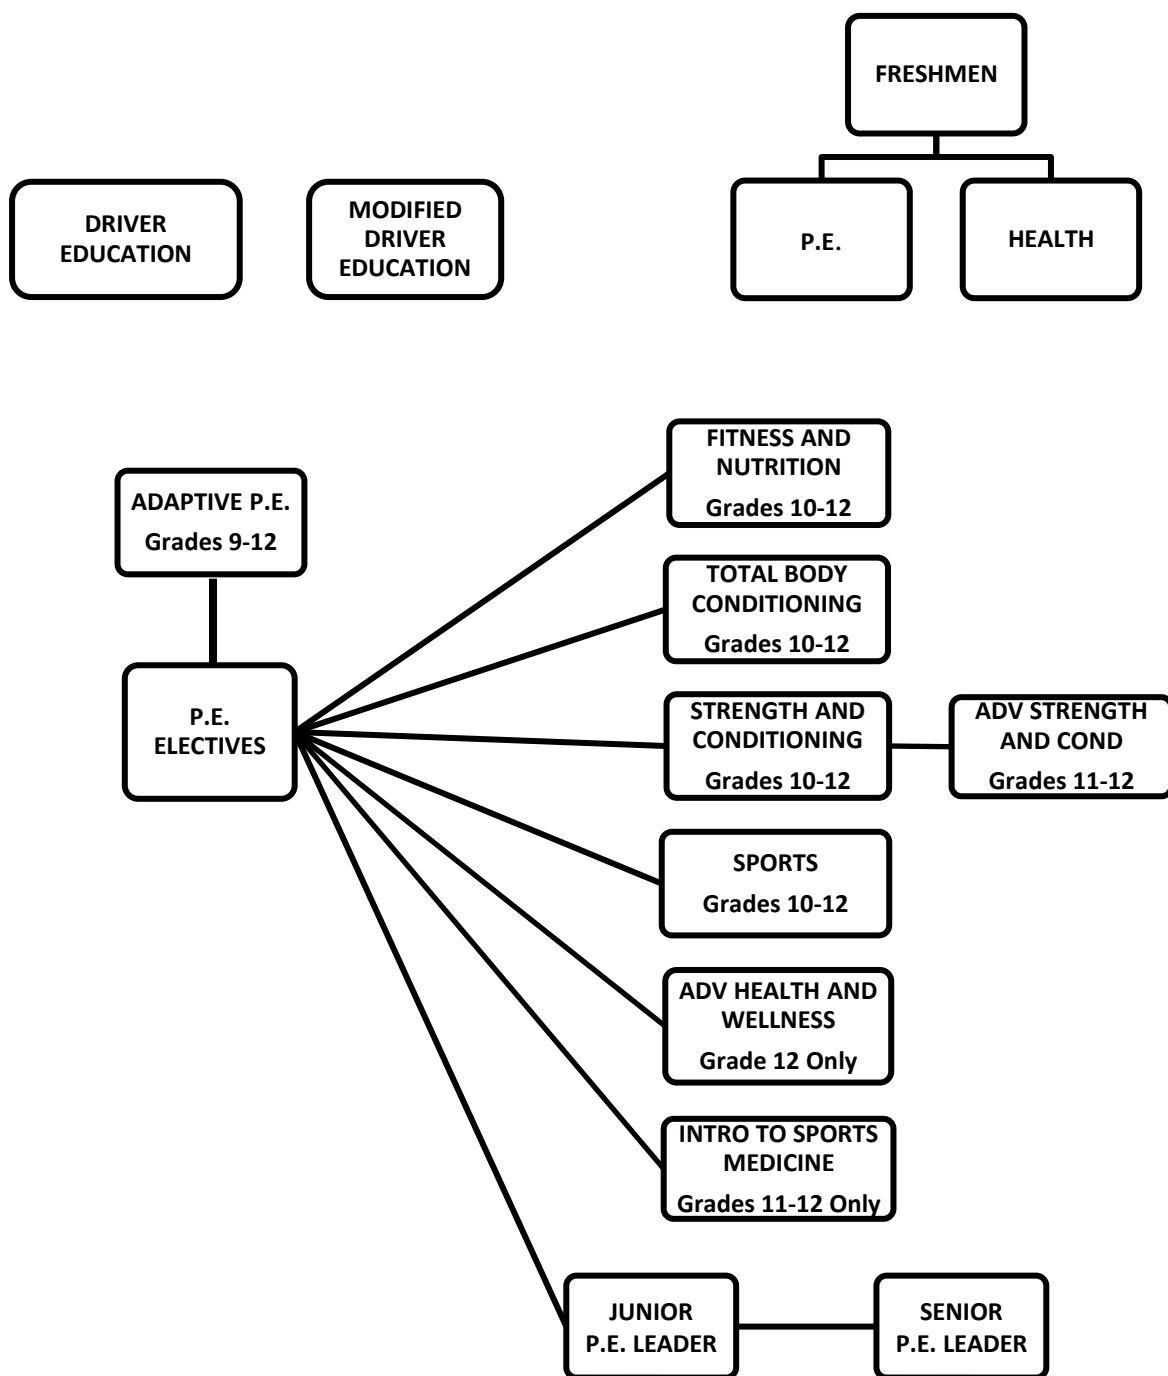 FRESHMEN
DRIVER
EDUCATION
MODIFIED
DRIVER
EDUCATION
P.E.
HEALTH
ADAPTIVE P.E.
Grades 9-12
P.E.
ELECTIVES
FITNESS AND
NUTRITION
Grades 10-12
TOTAL BODY
CONDITIONING
Grades 10-12
STRENGTH AND
CONDITIONING
Grades 10-12
ADV STRENGTH
AND COND
Grades 11-12
SPORTS
Grades 10-12
ADV HEALTH AND
WELLNESS
Grade 12 Only
INTRO TO SPORTS
MEDICINE
Grades 11-12 Only
JUNIOR
P.E. LEADER
SENIOR
P.E. LEADER